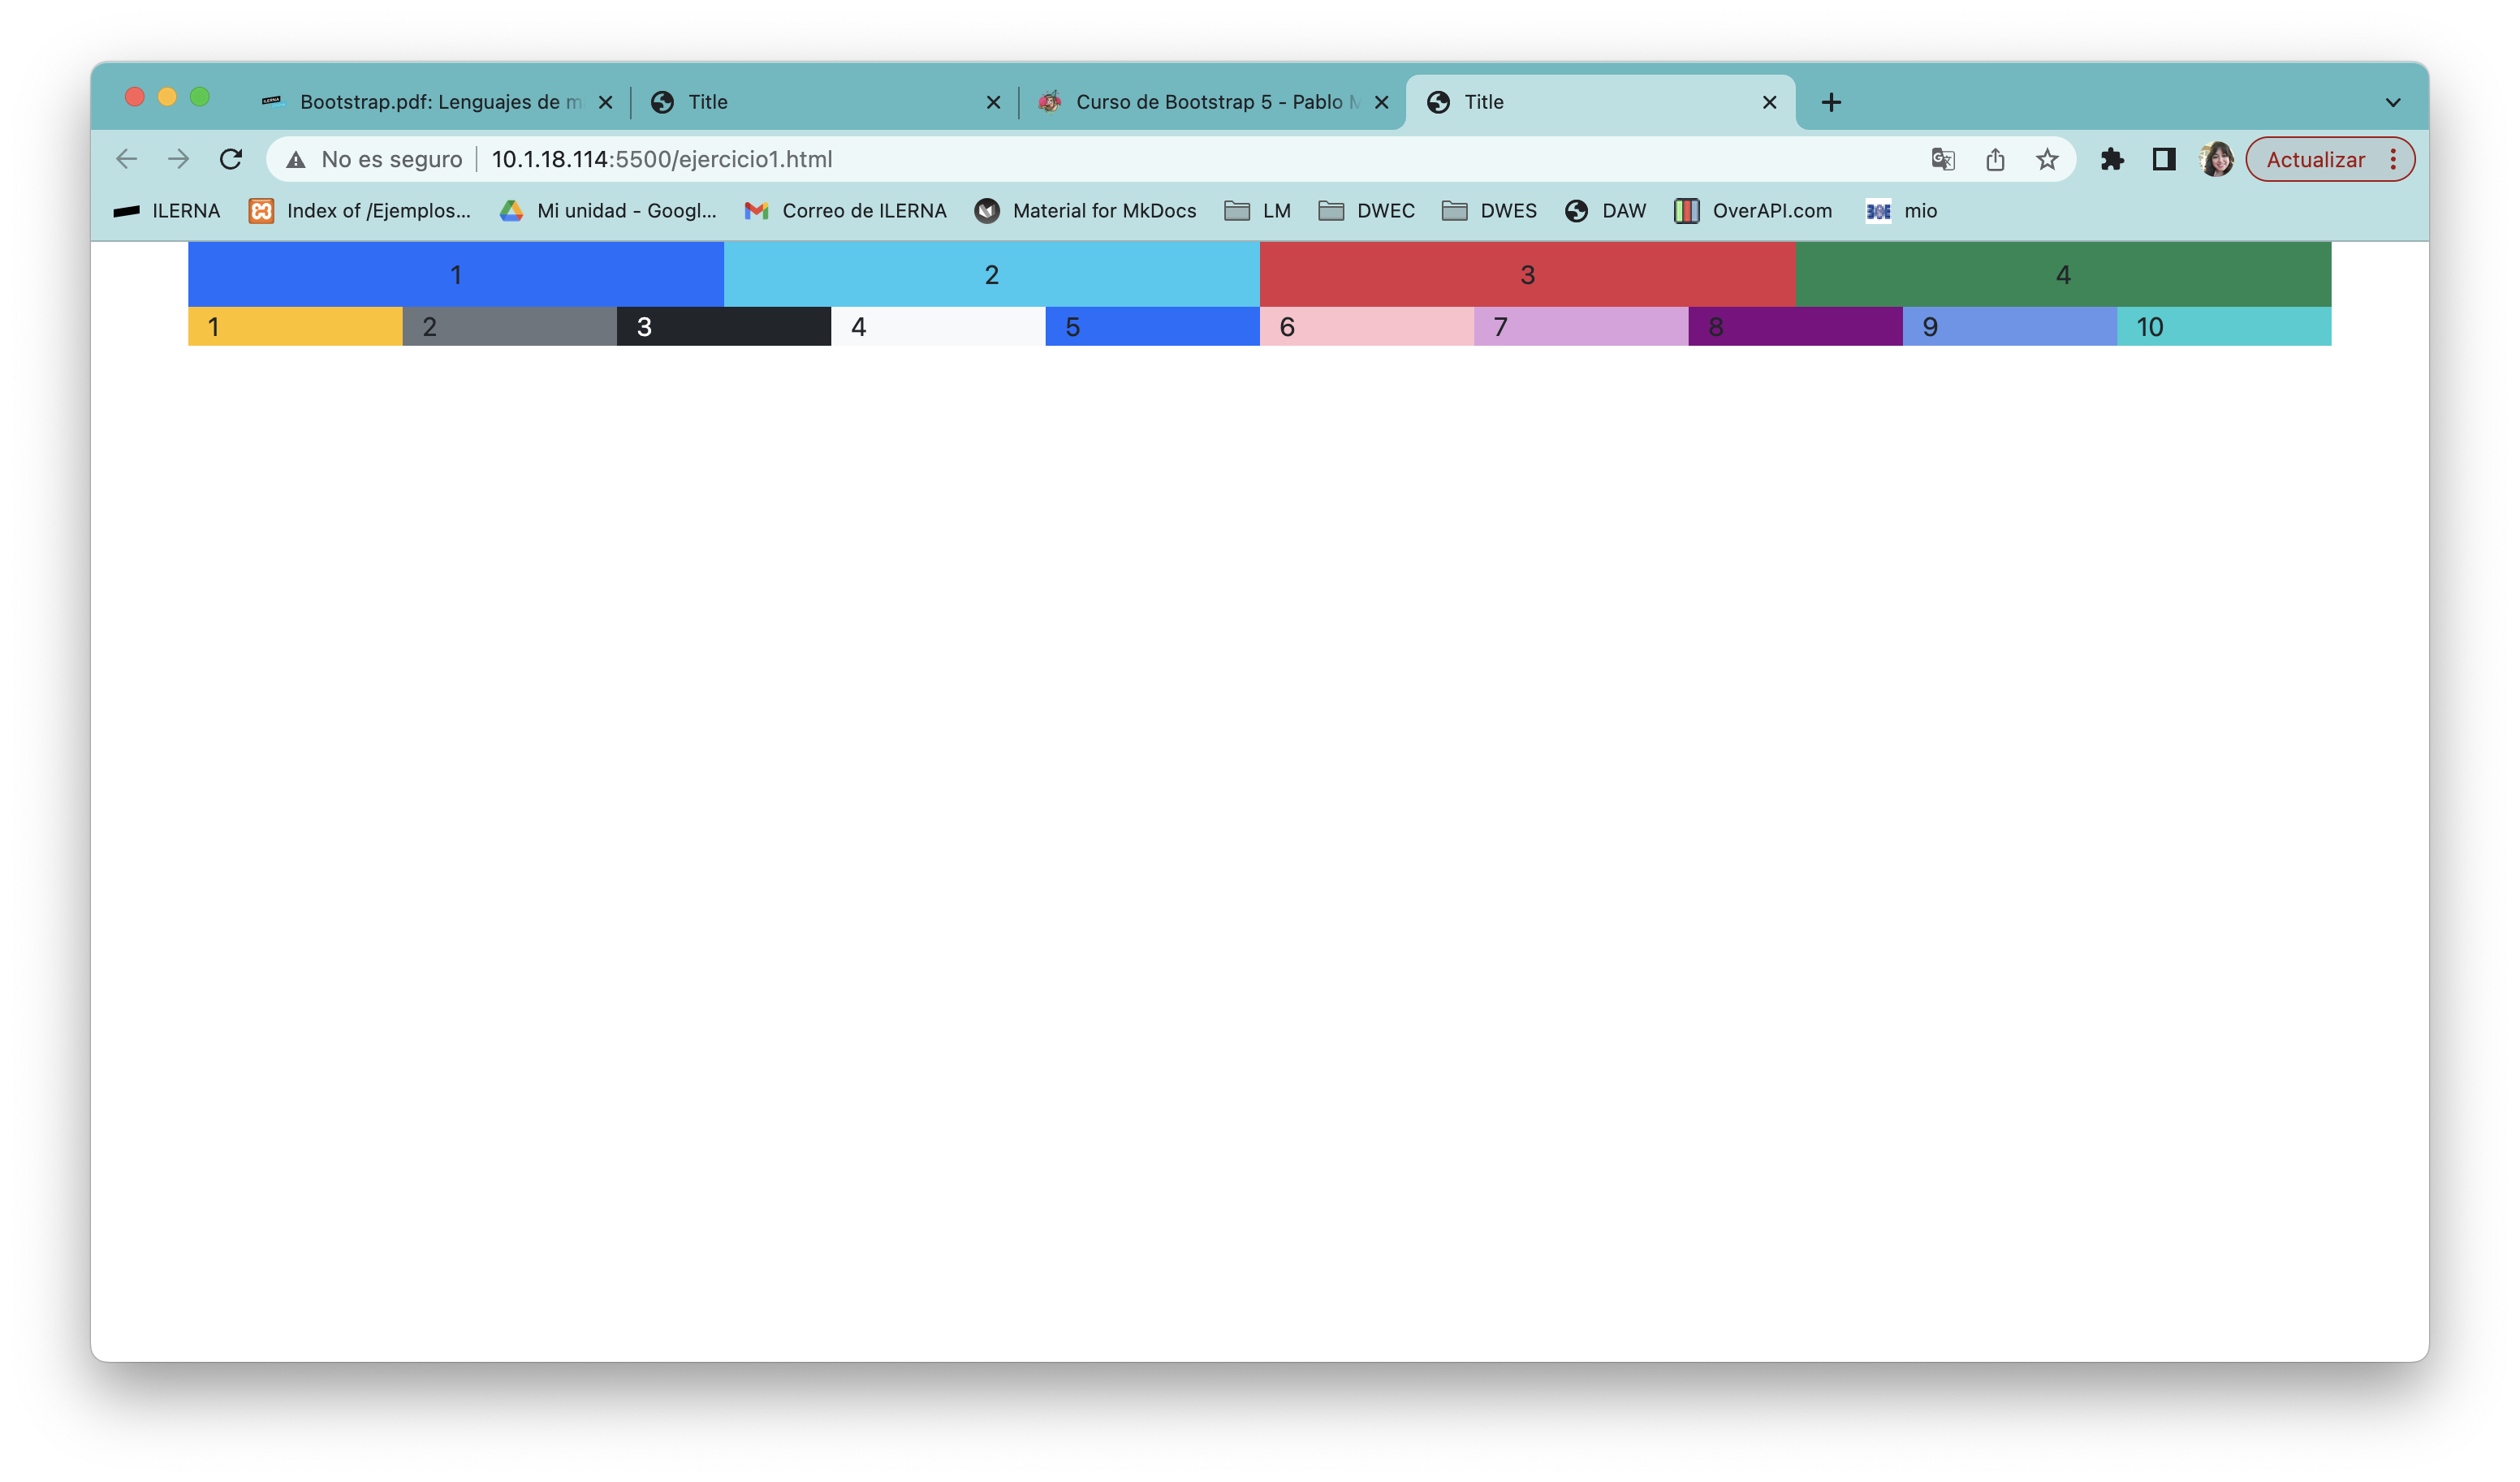 Bootstrap.pdf: Lenguajes de m Title Curso de Bootstrap 5 - Pablo M Title
No es seguro 10.1.18.114:5500/ejercicio1.html Actualizar
ILERNA Index of /Ejemplos... Mi unidad - Googl... Correo de ILERNA Material for MkDocs LM DWEC DWES DAW OverAPI.com mio
1 2 3 4
1 2 3 4 5 6 7 8 9 10